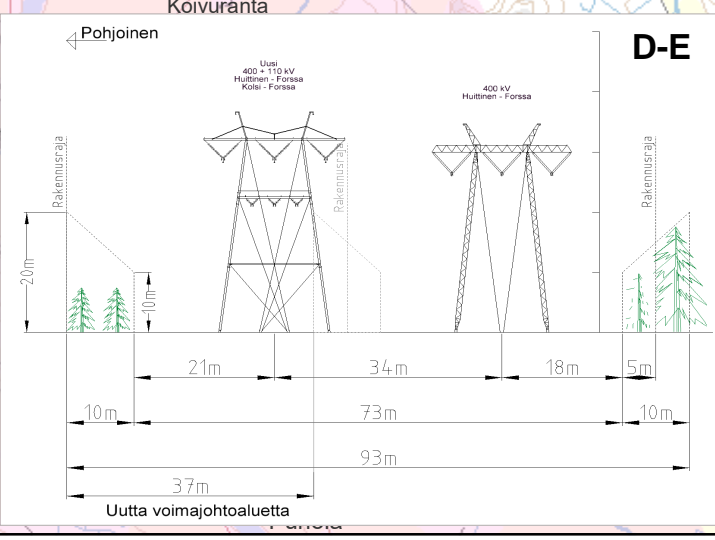 Koivuranta
Pohjoinen
D-E
Uusi
400 + 110 kV
Huittinen - Forssa
Kolsi - Forssa
400 kV
Huittinen - Forssa
Rakennusraja
Rakennusraja
Rakennusraja
20m
10m
21m
34m
18m
5m
10m
73m
10m
93m
37m
Uutta voimajohtoaluetta